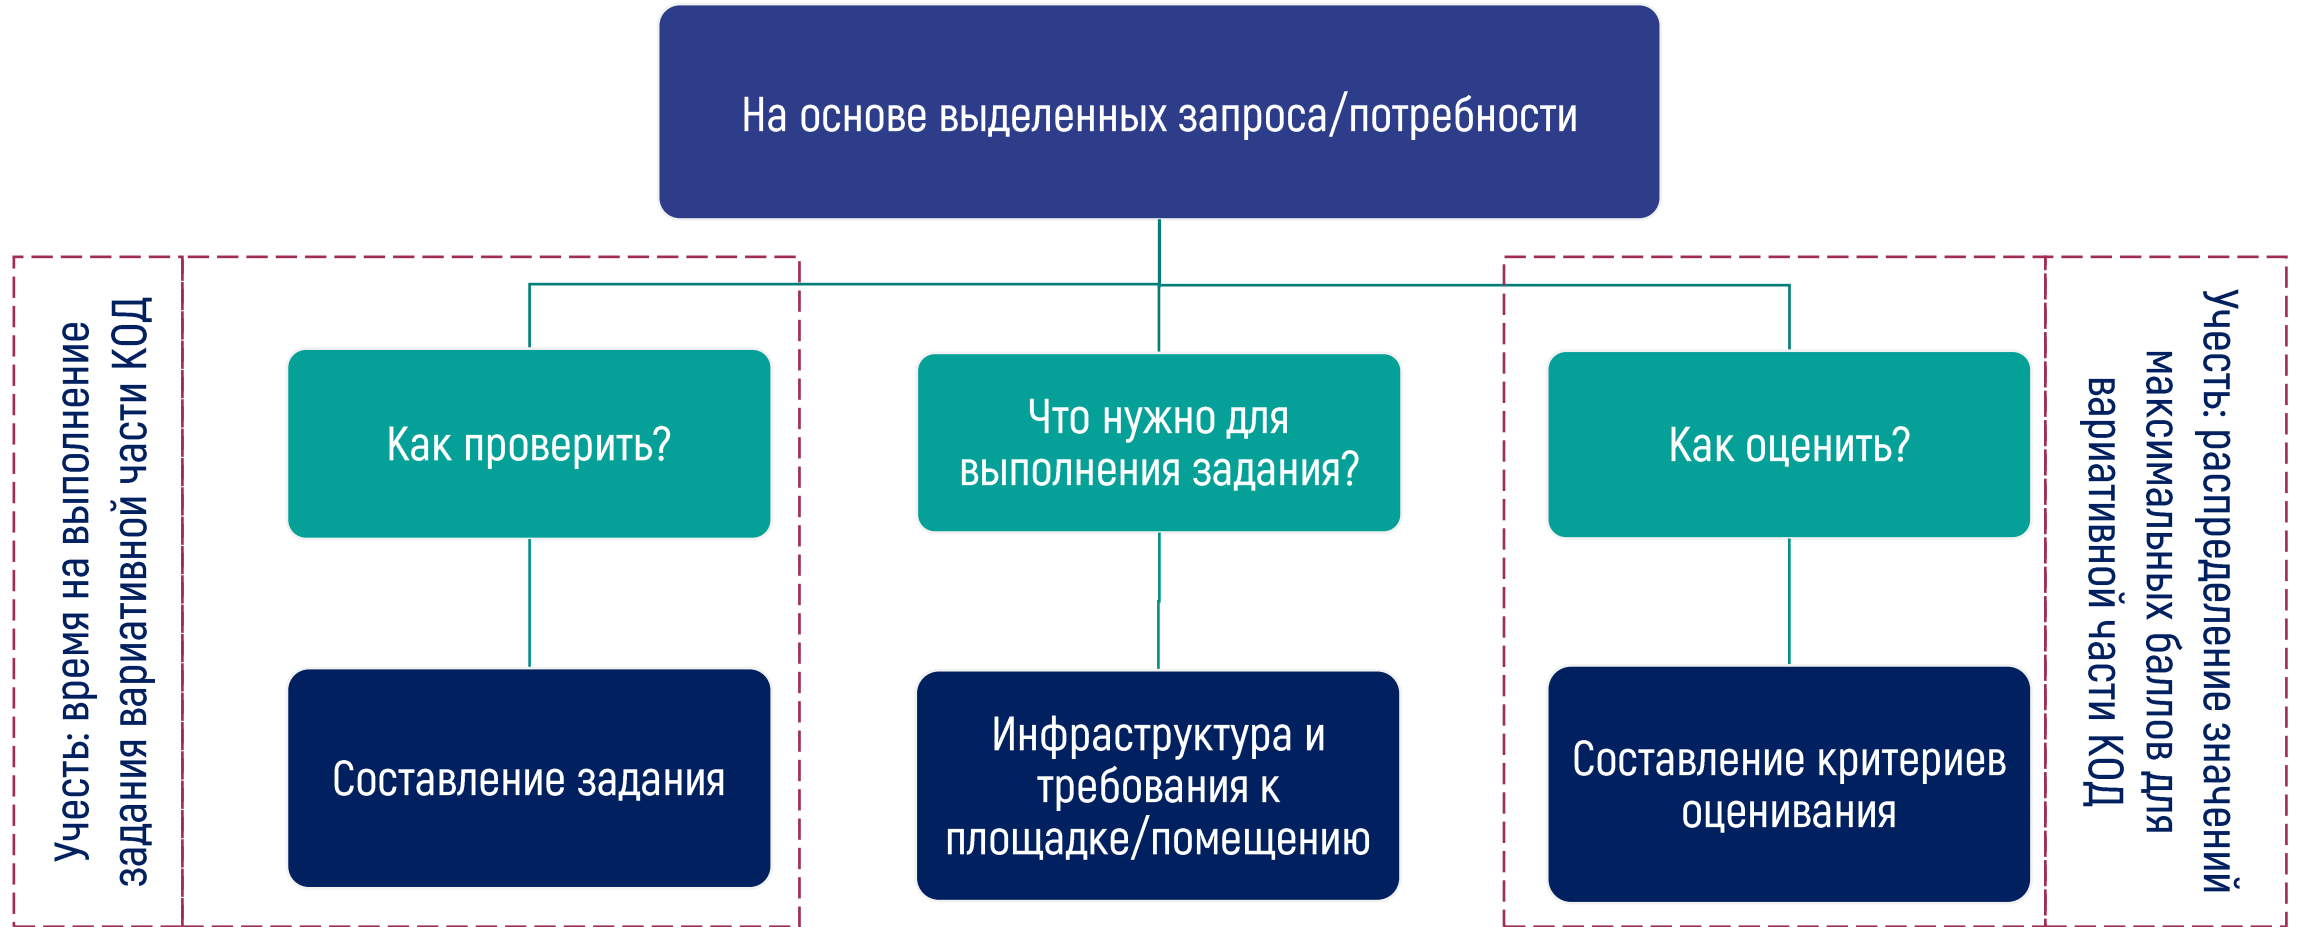 На основе выделенных запроса/потребности
Учесть: время на выполнение
задания вариативной части КОД
Как проверить?
Что нужно для
выполнения задания?
Как оценить?
Составление задания
Инфраструктура и
требования к
площадке/помещению
Составление критериев
оценивания
Учесть: распределение значений
максимальных баллов для
вариативной части КОД